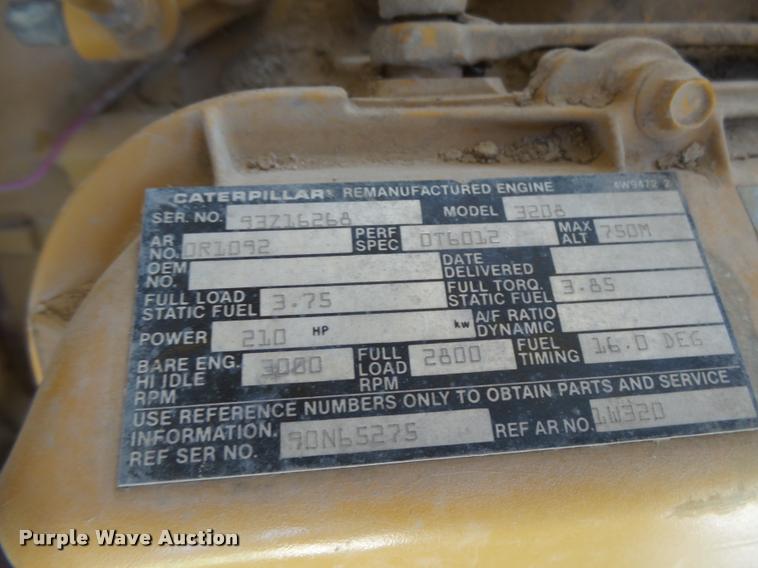 CATERPILLAR® REMANUFACTURED ENGINE 4W9472 2
SER. NO. 93Z16268 MODEL 3208
AR NO. 0R1092 PERF SPEC 0T6012 MAX ALT 750M
OEM NO. DATE DELIVERED
FULL LOAD STATIC FUEL 3.75 FULL TORQ. STATIC FUEL 3.85
POWER 210 HP kw A/F RATIO DYNAMIC
BARE ENG. HI IDLE RPM 3000 FULL LOAD RPM 2800 FUEL TIMING 16.0 DEG
USE REFERENCE NUMBERS ONLY TO OBTAIN PARTS AND SERVICE
INFORMATION.
REF SER NO. 90N65275 REF AR NO. 1W320
Purple Wave Auction